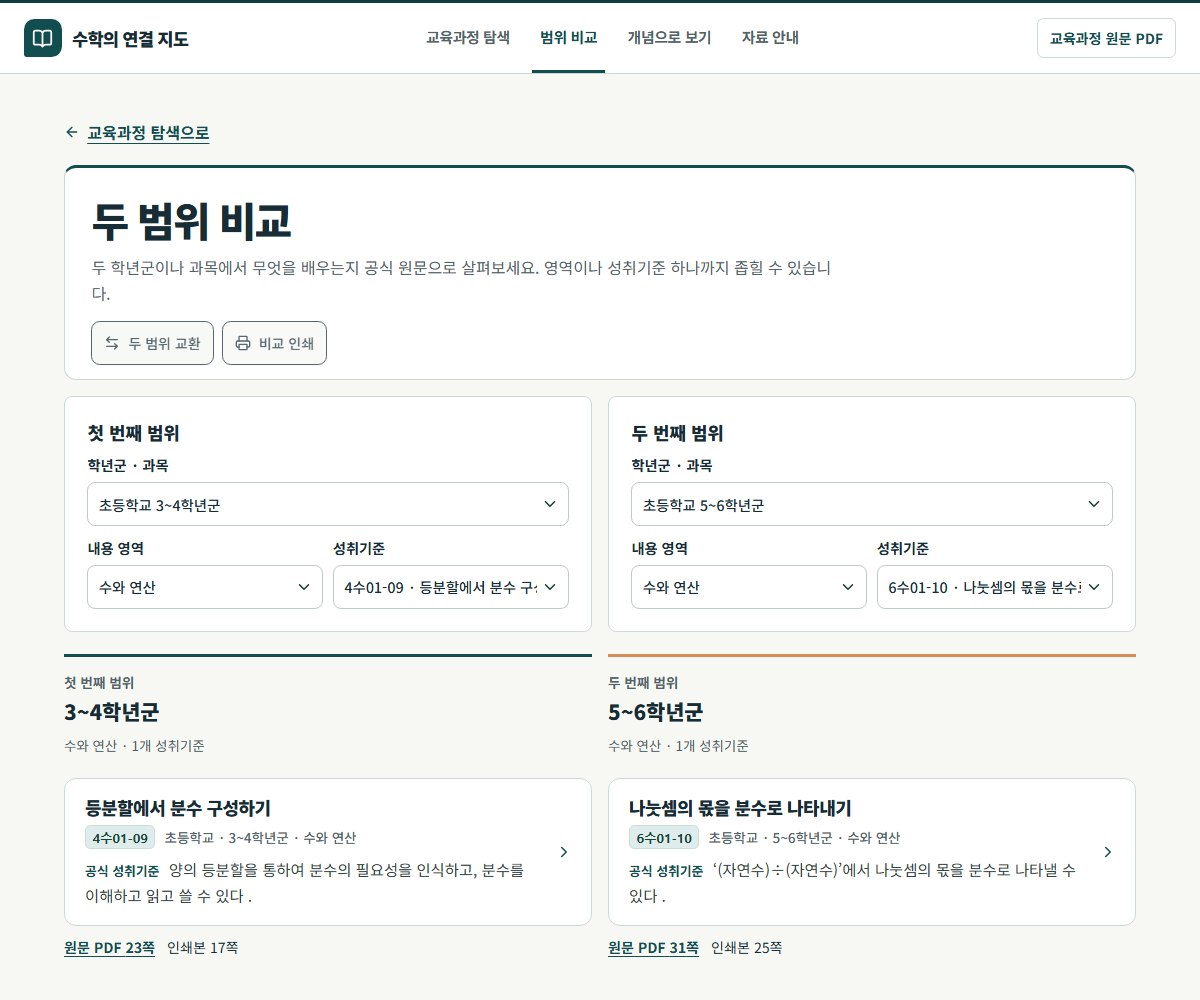 수학의 연결 지도
교육과정 탐색
범위 비교
개념으로 보기
자료 안내
교육과정 원문 PDF
교육과정 탐색으로
두 범위 비교
두 학년군이나 과목에서 무엇을 배우는지 공식 원문으로 살펴보세요. 영역이나 성취기준 하나까지 좁힐 수 있습니
다.
두 범위 교환
비교 인쇄
첫 번째 범위
학년군 · 과목
초등학교 3~4학년군
내용 영역
성취기준
수와 연산
4수01-09 · 등분할에서 분수 구
두 번째 범위
학년군 · 과목
초등학교 5~6학년군
내용 영역
성취기준
수와 연산
6수01-10 · 나눗셈의 몫을 분수
첫 번째 범위
3~4학년군
수와 연산 · 1개 성취기준
등분할에서 분수 구성하기
4수01-09 초등학교 · 3~4학년군 · 수와 연산
공식 성취기준 양의 등분할을 통하여 분수의 필요성을 인식하고, 분수를
이해하고 읽고 쓸 수 있다 .
원문 PDF 23쪽 인쇄본 17쪽
두 번째 범위
5~6학년군
수와 연산 · 1개 성취기준
나눗셈의 몫을 분수로 나타내기
6수01-10 초등학교 · 5~6학년군 · 수와 연산
공식 성취기준 ‘(자연수)÷(자연수)’에서 나눗셈의 몫을 분수로 나타낼 수
있다 .
원문 PDF 31쪽 인쇄본 25쪽